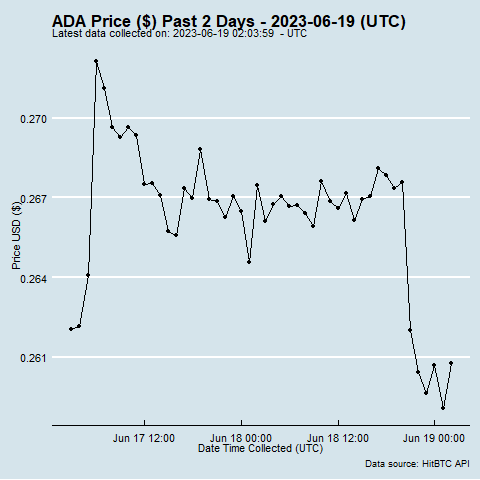 ADA Price ($) Past 2 Days - 2023-06-19 (UTC)
Latest data collected on: 2023-06-19 02:03:59 - UTC
Price USD ($)
0.270
0.267
0.264
0.261
Jun 17 12:00 Jun 18 00:00 Jun 18 12:00 Jun 19 00:00
Date Time Collected (UTC)
Data source: HitBTC API